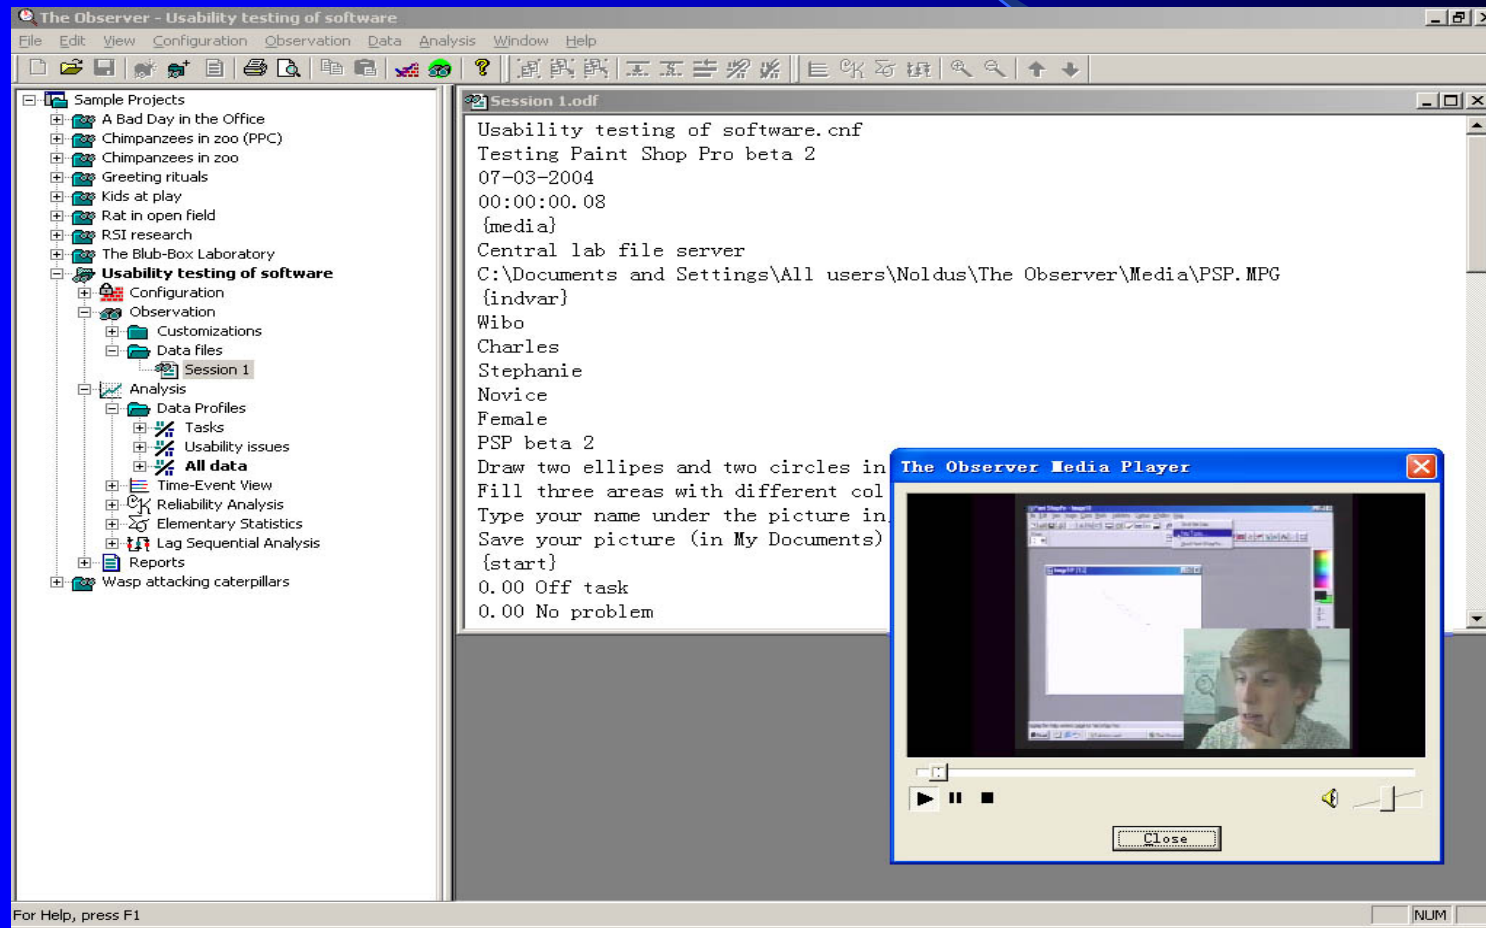 The Observer - Usability testing of software
File Edit View Configuration Observation Data Analysis Window Help
Sample Projects
A Bad Day in the Office
Chimpanzees in zoo (PPC)
Chimpanzees in zoo
Greeting rituals
Kids at play
Rat in open field
RSI research
The Blub-Box Laboratory
Usability testing of software
Configuration
Observation
Customizations
Data files
Session 1
Analysis
Data Profiles
Tasks
Usability issues
All data
Time-Event View
Reliability Analysis
Elementary Statistics
Lag Sequential Analysis
Reports
Wasp attacking caterpillars
Session 1.odf
Usability testing of software.cnf
Testing Paint Shop Pro beta 2
07-03-2004
00:00:00.08
{media}
Central lab file server
C:\Documents and Settings\All users\Noldus\The Observer\Media\PSP.MPG
{indvar}
Wibo
Charles
Stephanie
Novice
Female
PSP beta 2
Draw two ellipes and two circles in
Fill three areas with different col
Type your name under the picture in
Save your picture (in My Documents)
{start}
0.00 Off task
0.00 No problem
The Observer Media Player
Close
For Help, press F1
NUM